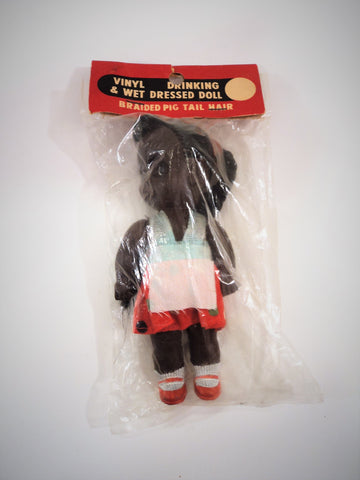 VINYL DRINKING
& WET DRESSED DOLL
BRAIDED PIG TAIL HAIR